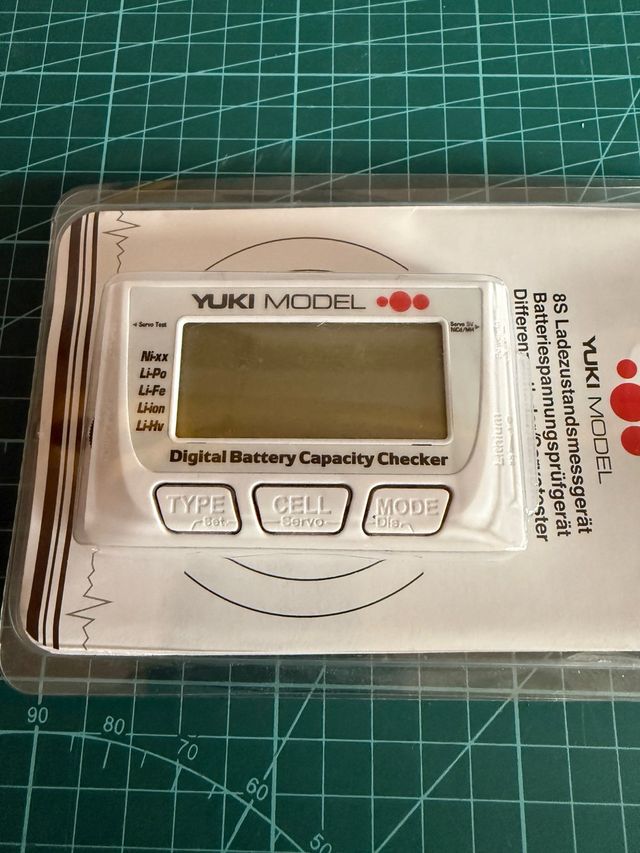 YUKI MODEL
Servo Test
Servo 5V
NiCd/MH
Ni-xx
Li-Po
Li-Fe
Li-ion
Li-Hv
Digital Battery Capacity Checker
TYPE
Set.
CELL
Servo
MODE
Dis.
YUKI MODEL
8S Ladezustandsmessgerät
Batteriespannungsprüfgerät
90
80
70
60
50